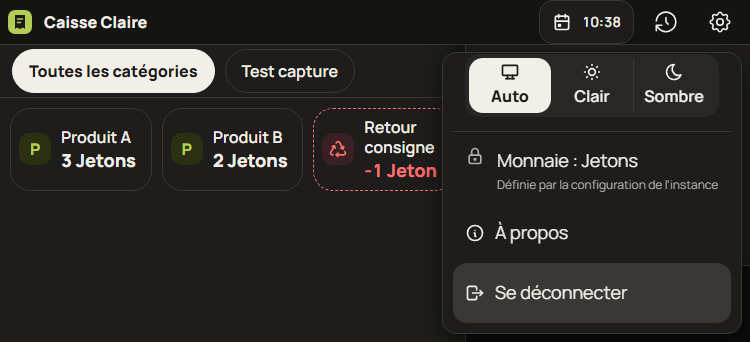 Caisse Claire
10:38
Toutes les catégories
Test capture
Auto
Clair
Sombre
P
Produit A
3 Jetons
P
Produit B
2 Jetons
Retour
consigne
-1 Jeton
Monnaie : Jetons
Définie par la configuration de l'instance
À propos
Se déconnecter